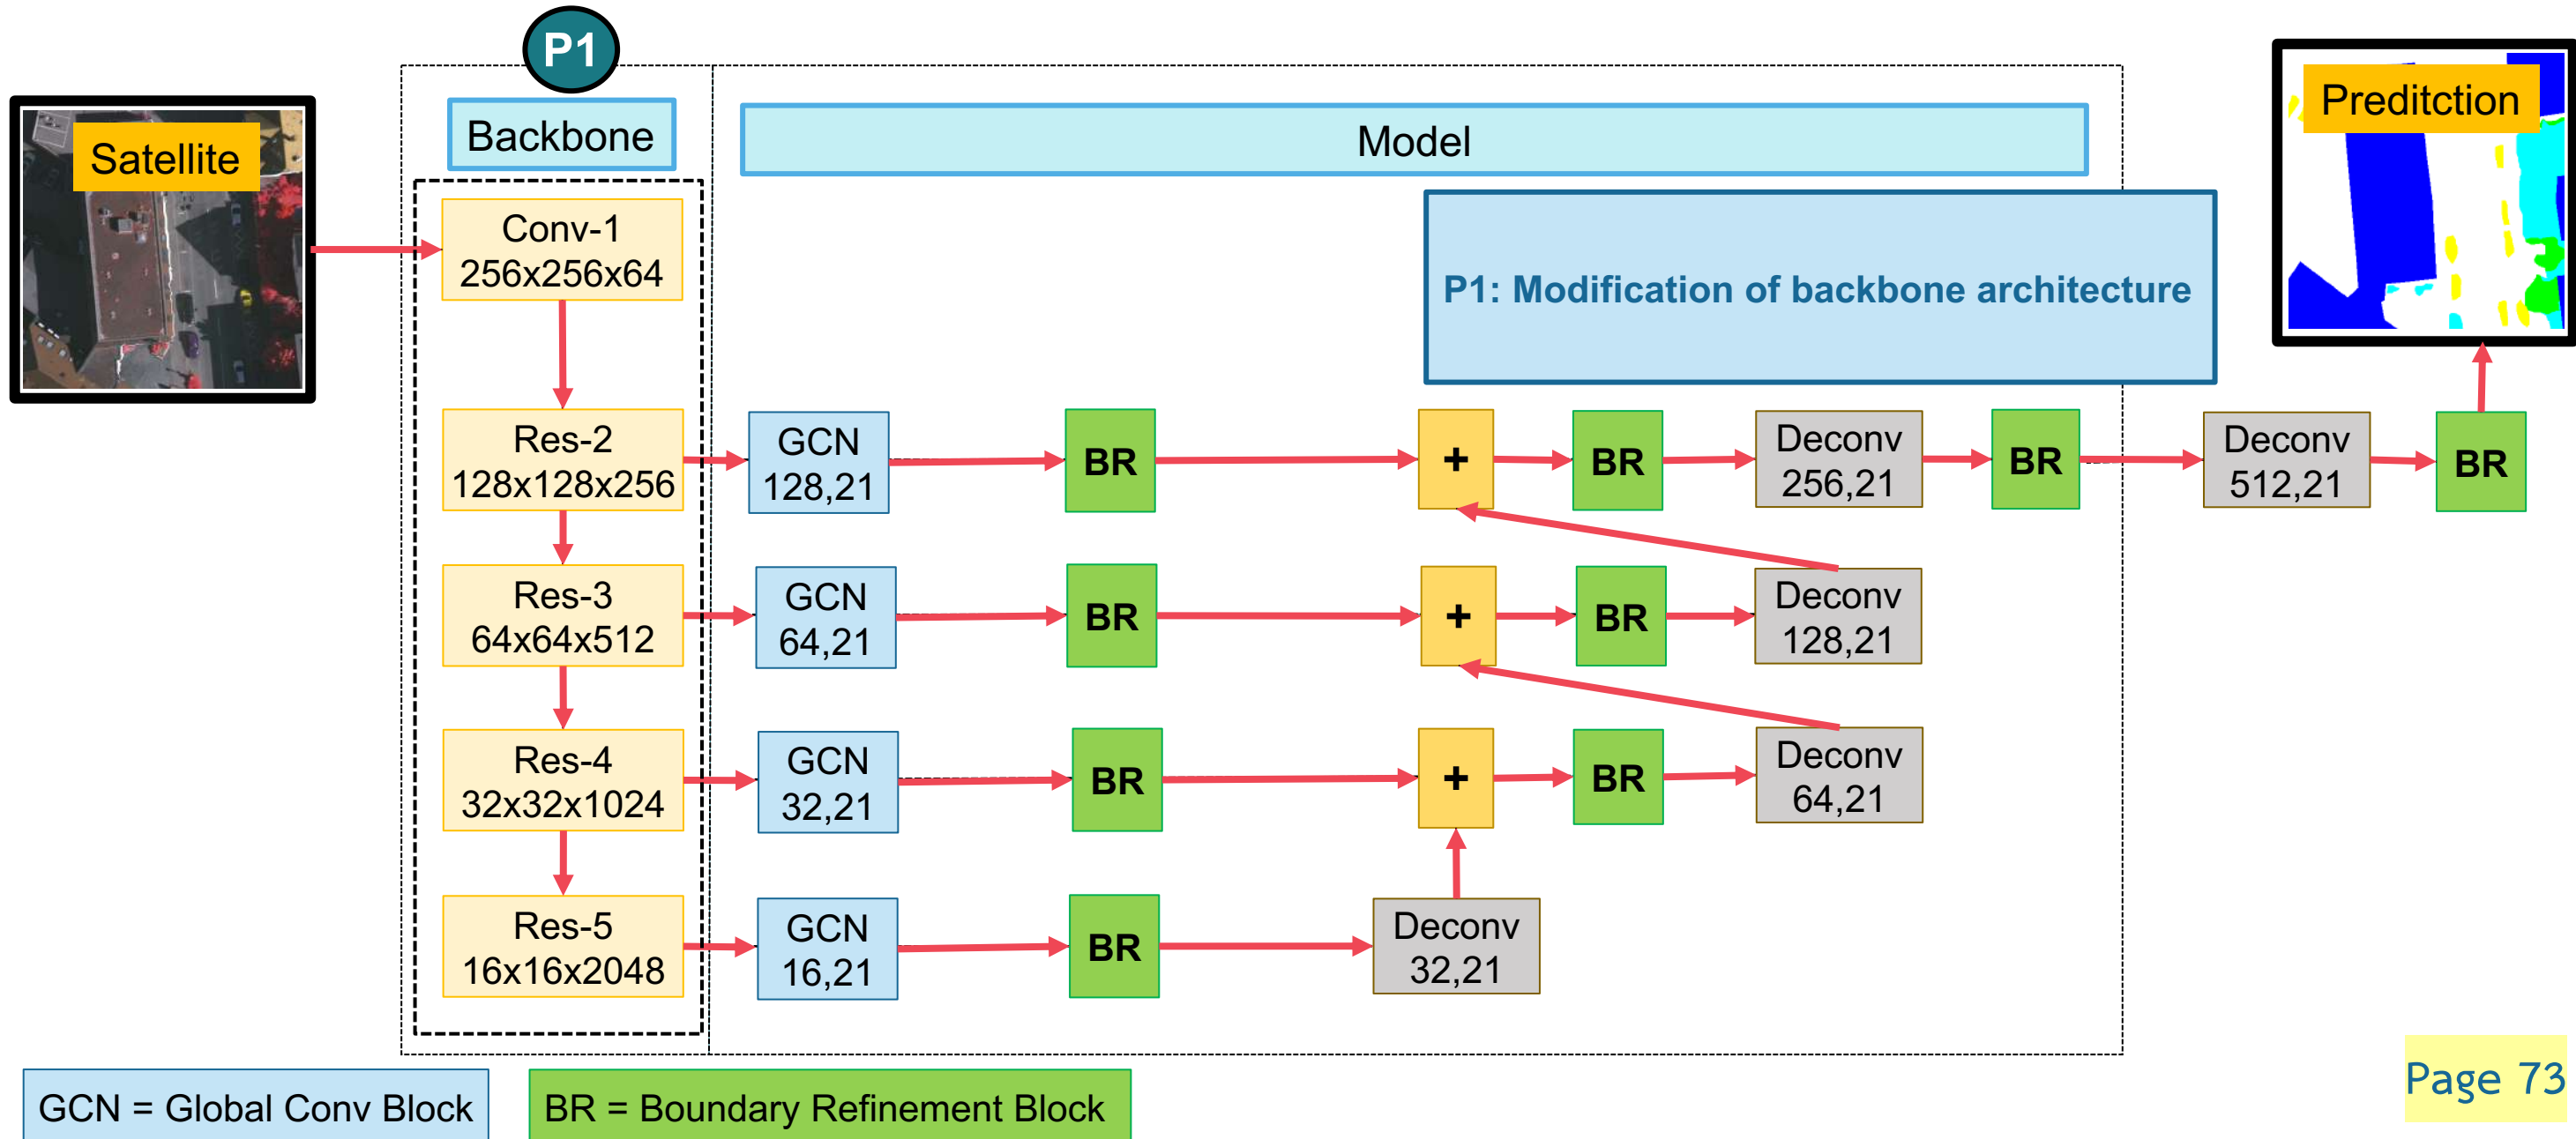 P1
Backbone
Model
Satellite
Preditction
Conv-1
256x256x64
P1: Modification of backbone architecture
Res-2
128x128x256
GCN
128,21
BR
+
BR
Deconv
256,21
BR
Deconv
512,21
BR
Res-3
64x64x512
GCN
64,21
BR
+
BR
Deconv
128,21
Res-4
32x32x1024
GCN
32,21
BR
+
BR
Deconv
64,21
Res-5
16x16x2048
GCN
16,21
BR
Deconv
32,21
GCN = Global Conv Block
BR = Boundary Refinement Block
Page 73